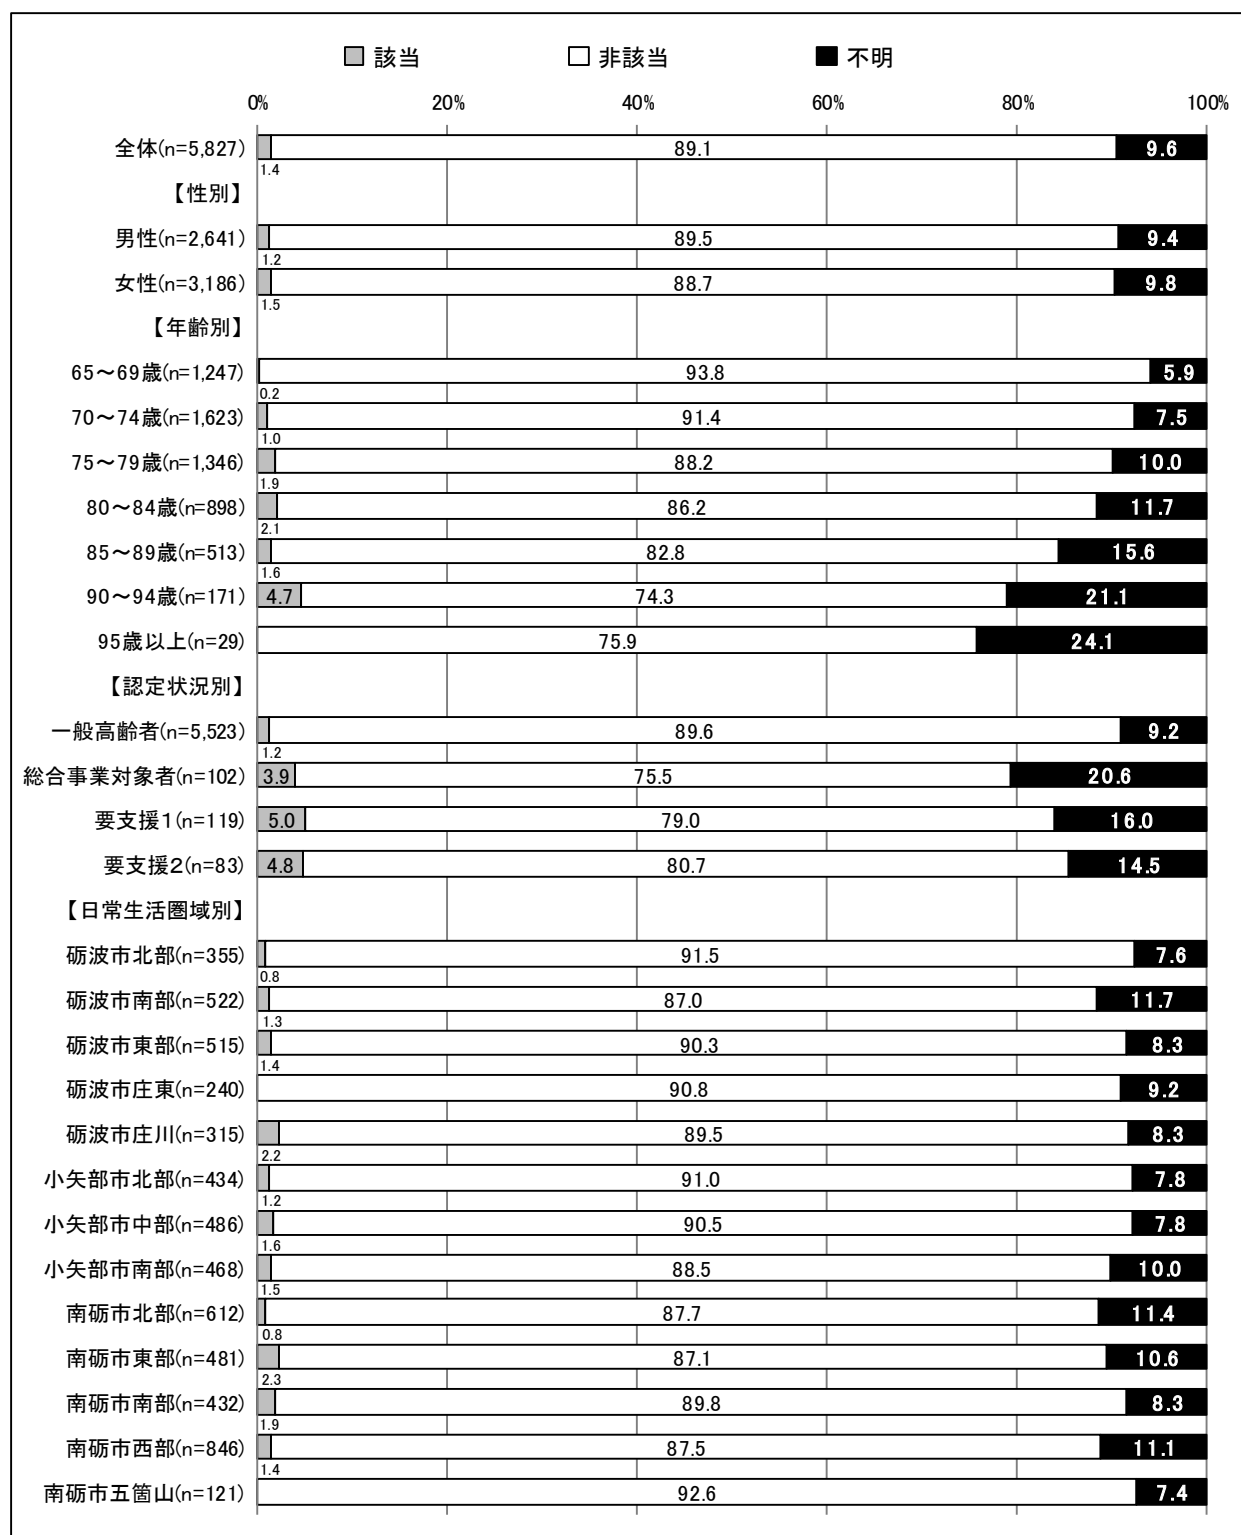 該当 非該当 不明
0% 20% 40% 60% 80% 100%
全体(n=5,827) 89.1 9.6
1.4
【性別】
男性(n=2,641) 89.5 9.4
1.2
女性(n=3,186) 88.7 9.8
1.5
【年齢別】
65～69歳(n=1,247) 93.8 5.9
0.2
70～74歳(n=1,623) 91.4 7.5
1.0
75～79歳(n=1,346) 88.2 10.0
1.9
80～84歳(n=898) 86.2 11.7
2.1
85～89歳(n=513) 82.8 15.6
1.6
90～94歳(n=171) 4.7 74.3 21.1
95歳以上(n=29) 75.9 24.1
【認定状況別】
一般高齢者(n=5,523) 89.6 9.2
1.2
総合事業対象者(n=102) 3.9 75.5 20.6
要支援1(n=119) 5.0 79.0 16.0
要支援2(n=83) 4.8 80.7 14.5
【日常生活圏域別】
砺波市北部(n=355) 91.5 7.6
0.8
砺波市南部(n=522) 87.0 11.7
1.3
砺波市東部(n=515) 90.3 8.3
1.4
砺波市庄東(n=240) 90.8 9.2
砺波市庄川(n=315) 89.5 8.3
2.2
小矢部市北部(n=434) 91.0 7.8
1.2
小矢部市中部(n=486) 90.5 7.8
1.6
小矢部市南部(n=468) 88.5 10.0
1.5
南砺市北部(n=612) 87.7 11.4
0.8
南砺市東部(n=481) 87.1 10.6
2.3
南砺市南部(n=432) 89.8 8.3
1.9
南砺市西部(n=846) 87.5 11.1
1.4
南砺市五箇山(n=121) 92.6 7.4